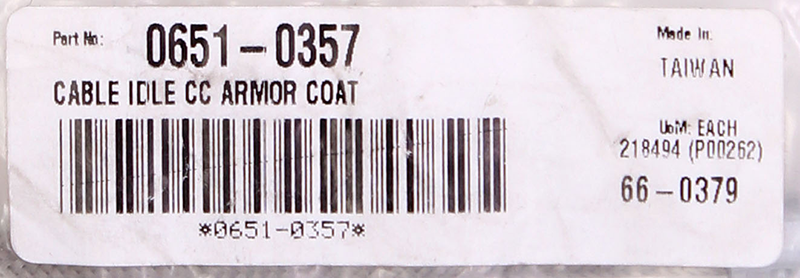 Part No: 0651-0357
CABLE IDLE CC ARMOR COAT
*0651-0357*
Made In:
TAIWAN
UoM: EACH
218494 (P00262)
66-0379